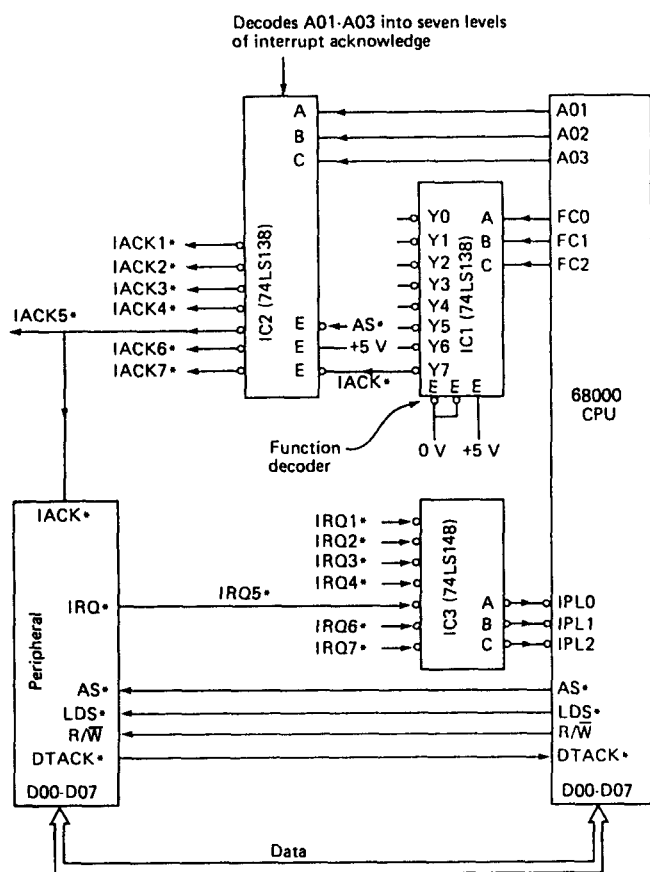 Decodes A01-A03 into seven levels
of interrupt acknowledge
A
B
C
A01
A02
A03
IC2 (74LS138)
IACK1*
IACK2*
IACK3*
IACK4*
IACK5*
IACK6*
IACK7*
E
E
E
AS*
+5 V
IACK*
Y0
Y1
Y2
Y3
Y4
Y5
Y6
Y7
IC1 (74LS138)
A
B
C
FC0
FC1
FC2
E E E
0 V +5 V
Function
decoder
68000
CPU
IACK*
Peripheral
IRQ*
IRQ5*
IRQ1*
IRQ2*
IRQ3*
IRQ4*
IRQ6*
IRQ7*
IC3 (74LS148)
A
B
C
IPL0
IPL1
IPL2
AS*
LDS*
R/W̅
DTACK*
D00-D07
AS*
LDS*
R/W̅
DTACK*
D00-D07
Data